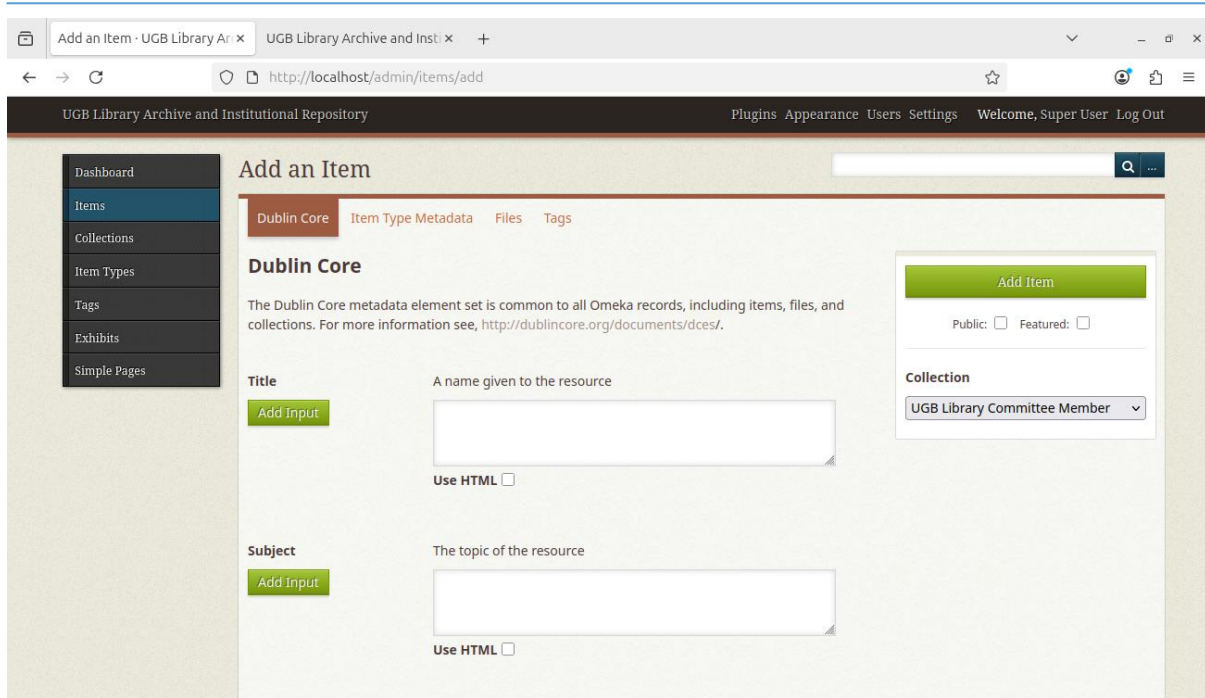 Add an Item · UGB Library Ar × UGB Library Archive and Insti × +
http://localhost/admin/items/add
UGB Library Archive and Institutional Repository Plugins Appearance Users Settings Welcome, Super User Log Out
Dashboard
Items
Collections
Item Types
Tags
Exhibits
Simple Pages
Add an Item
...
Dublin Core Item Type Metadata Files Tags
Dublin Core
The Dublin Core metadata element set is common to all Omeka records, including items, files, and
collections. For more information see, http://dublincore.org/documents/dces/.
Title A name given to the resource
Add Input
Use HTML
Subject The topic of the resource
Add Input
Use HTML
Add Item
Public: Featured:
Collection
UGB Library Committee Member